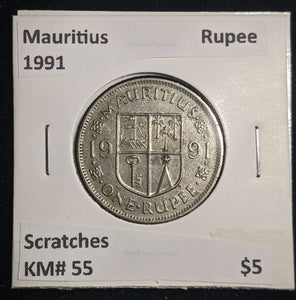 Mauritius Rupee
1991
MAURITIUS
19 91
ONE·RUPEE
Scratches
KM# 55 $5